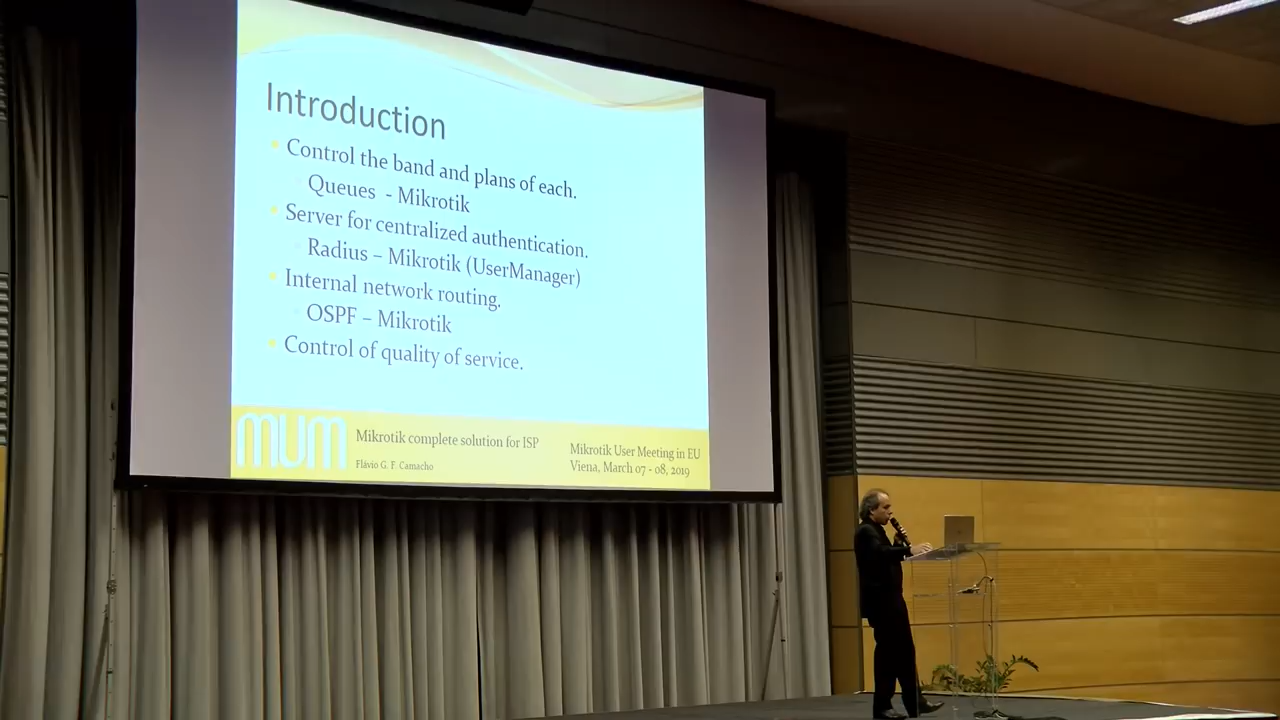 Introduction
Control the band and plans of each.
Queues - Mikrotik
Server for centralized authentication.
Radius – Mikrotik (UserManager)
Internal network routing.
OSPF – Mikrotik
Control of quality of service.
MUM
Mikrotik complete solution for ISP
Flávio G. F. Camacho
Mikrotik User Meeting in EU
Viena, March 07 - 08, 2019